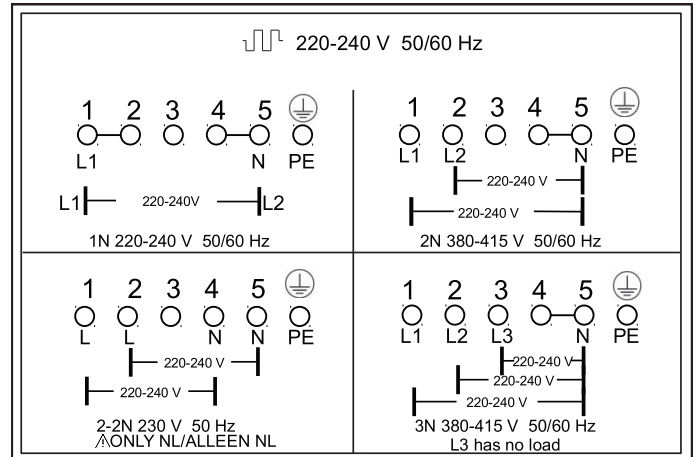 220-240 V 50/60 Hz
1 2 3 4 5
L1 N PE
L1 220-240V L2
1N 220-240 V 50/60 Hz
1 2 3 4 5
L1 L2 N PE
220-240 V
220-240 V
2N 380-415 V 50/60 Hz
1 2 3 4 5
L L N N PE
220-240 V
220-240 V
2-2N 230 V 50 Hz
⚠ONLY NL/ALLEEN NL
1 2 3 4 5
L1 L2 L3 N PE
220-240 V
220-240 V
220-240 V
3N 380-415 V 50/60 Hz
L3 has no load